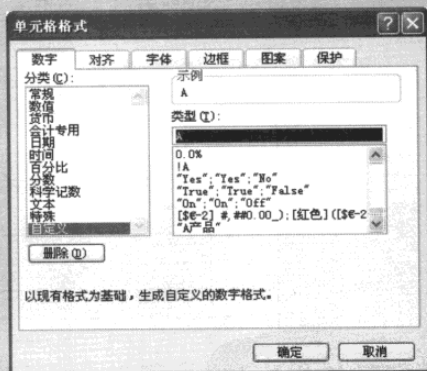 单元格格式
数字 对齐 字体 边框 图案 保护
分类(C):
常规
数值
货币
会计专用
日期
时间
百分比
分数
科学记数
文本
特殊
自定义
示例
A
类型(T):
A
0.0%
!A
"Yes";"Yes";"No"
"True";"True";"False"
"On";"On";"Off"
[$€-2] #,##0.00_);[红色]([$€-2
"A产品"
删除(D)
以现有格式为基础，生成自定义的数字格式。
确定 取消